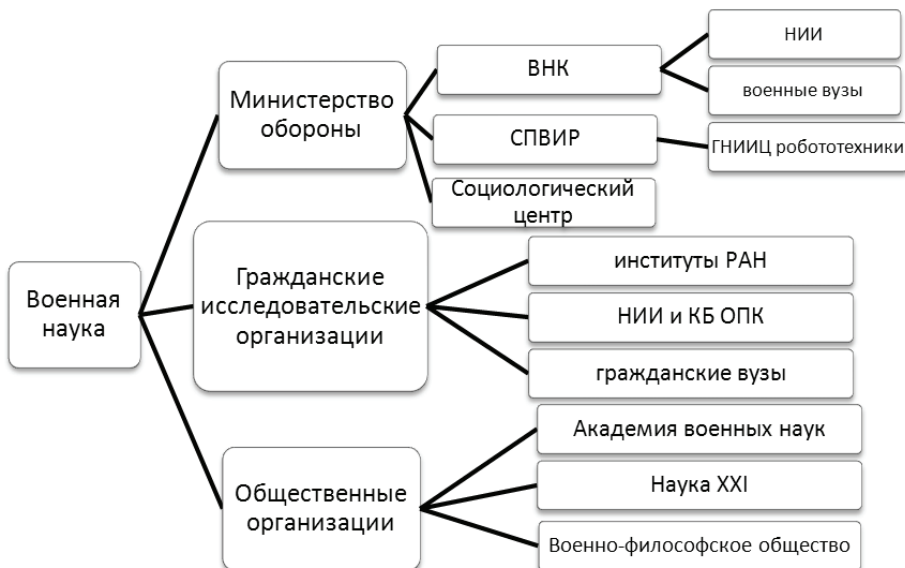 Военная
наука
Министерство
обороны
ВНК
НИИ
военные вузы
СПВИР
ГНИИЦ робототехники
Социологический
центр
Гражданские
исследовательские
организации
институты РАН
НИИ и КБ ОПК
гражданские вузы
Общественные
организации
Академия военных наук
Наука XXI
Военно-философское общество